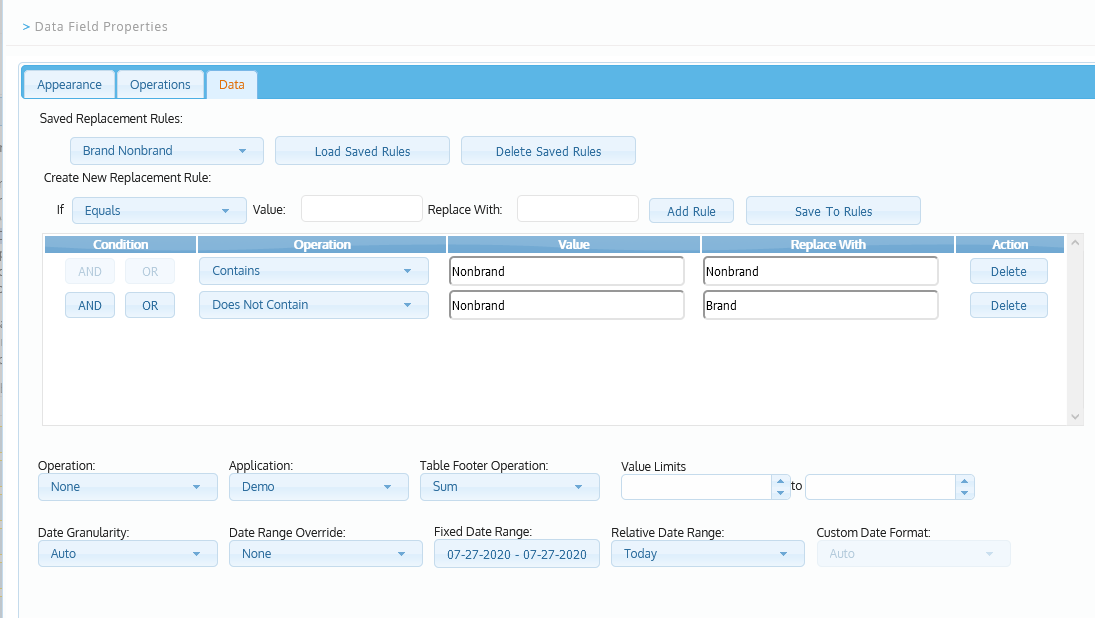 > Data Field Properties
Appearance Operations Data
Saved Replacement Rules:
Brand Nonbrand Load Saved Rules Delete Saved Rules
Create New Replacement Rule:
If Equals Value: Replace With: Add Rule Save To Rules
Condition Operation Value Replace With Action
AND OR Contains Nonbrand Nonbrand Delete
AND OR Does Not Contain Nonbrand Brand Delete
Operation: Application: Table Footer Operation: Value Limits
None Demo Sum to
Date Granularity: Date Range Override: Fixed Date Range: Relative Date Range: Custom Date Format:
Auto None 07-27-2020 - 07-27-2020 Today Auto